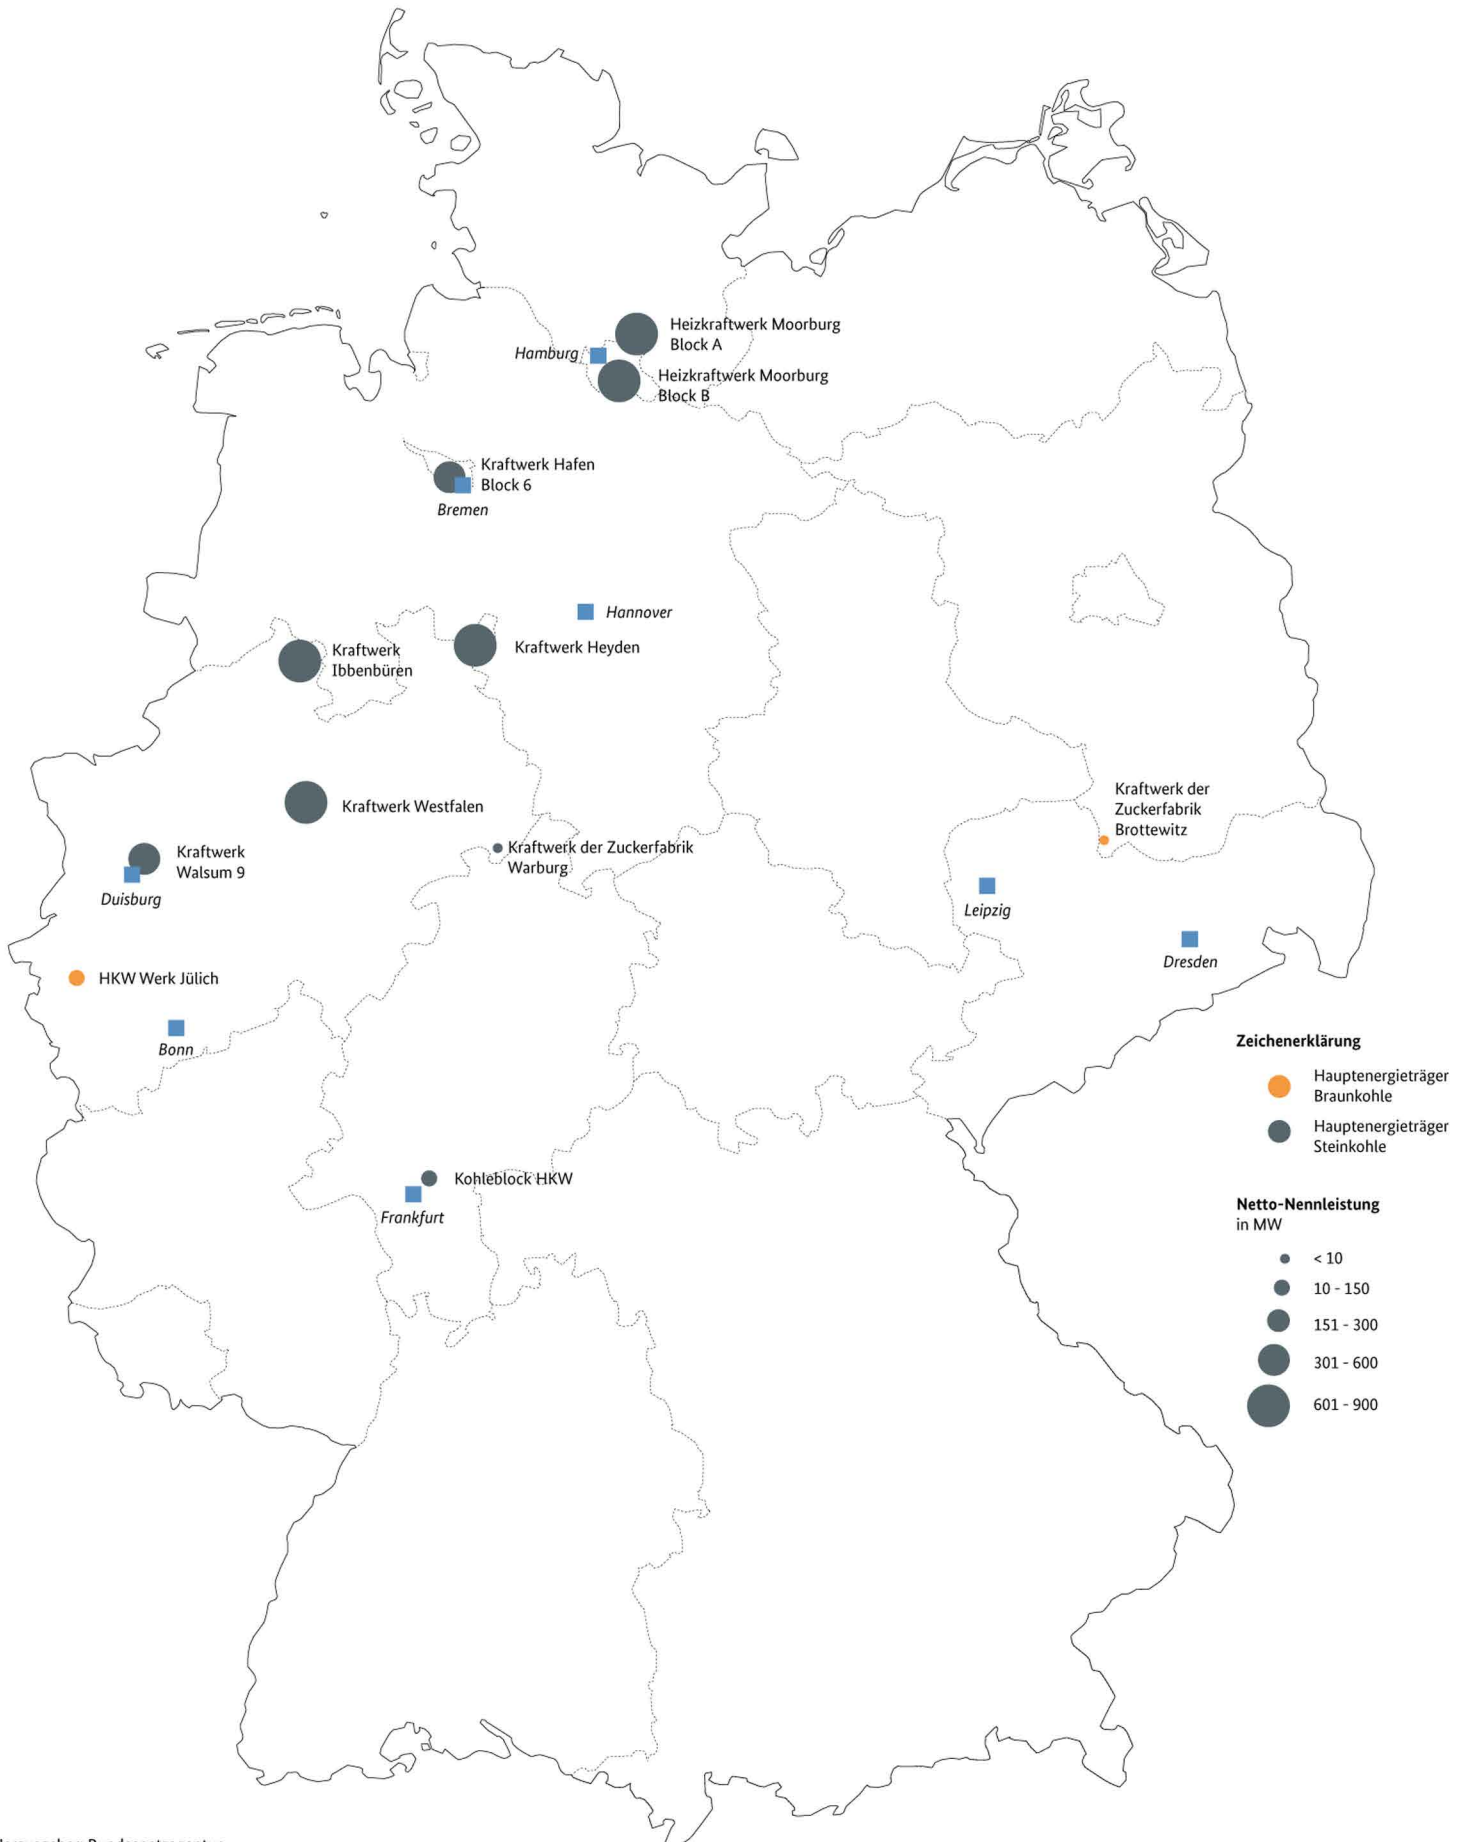 Heizkraftwerk Moorburg
Block A
Hamburg
Heizkraftwerk Moorburg
Block B
Kraftwerk Hafen
Block 6
Bremen
Hannover
Kraftwerk Heyden
Kraftwerk
Ibbenbüren
Kraftwerk Westfalen
Kraftwerk der
Zuckerfabrik
Brottewitz
Kraftwerk der Zuckerfabrik
Warburg
Kraftwerk
Walsum 9
Duisburg
Leipzig
Dresden
HKW Werk Jülich
Bonn
Zeichenerklärung
Hauptenergieträger
Braunkohle
Hauptenergieträger
Steinkohle
Kohleblock HKW
Frankfurt
Netto-Nennleistung
in MW
< 10
10 - 150
151 - 300
301 - 600
601 - 900